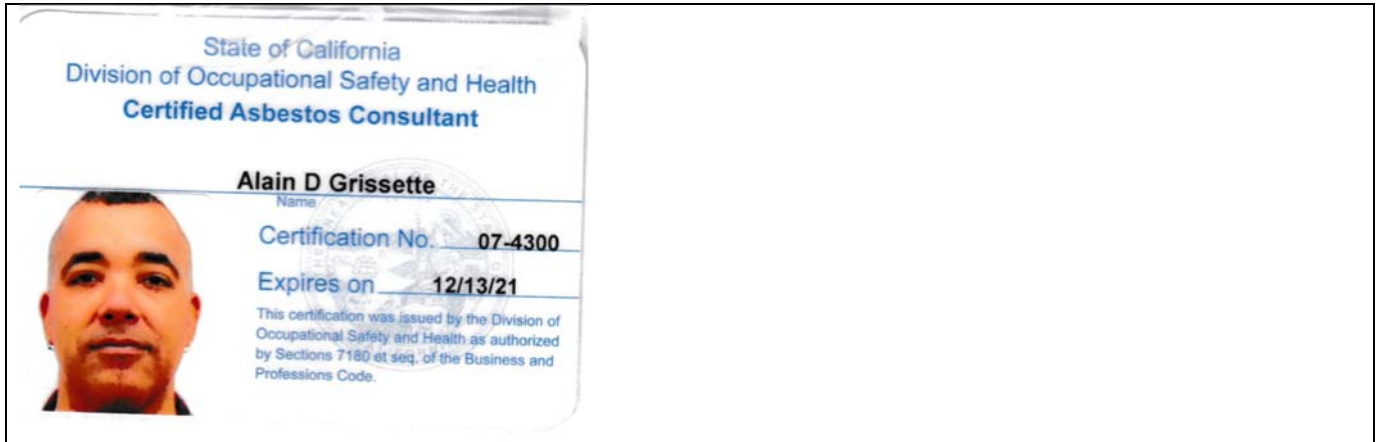 State of California
Division of Occupational Safety and Health
Certified Asbestos Consultant
Alain D Grissette
Name
Certification No. 07-4300
Expires on 12/13/21
This certification was issued by the Division of
Occupational Safety and Health as authorized
by Sections 7180 et seq. of the Business and
Professions Code.